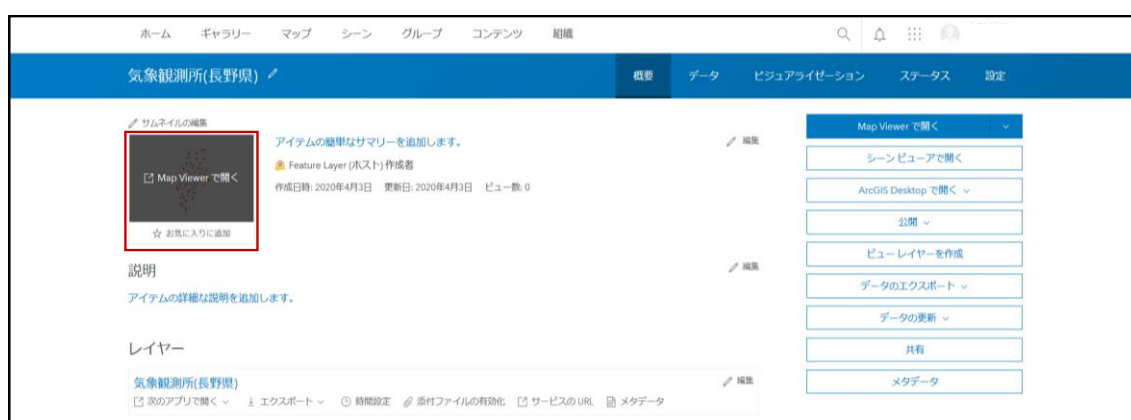 ホーム ギャラリー マップ シーン グループ コンテンツ 組織
気象観測所(長野県) 概要 データ ビジュアライゼーション ステータス 設定
サムネイルの編集
Map Viewer で開く
お気に入りに追加
アイテムの簡単なサマリーを追加します。 編集
Feature Layer (ホスト) 作成者
作成日時: 2020年4月3日 更新日: 2020年4月3日 ビュー数: 0
説明 編集
アイテムの詳細な説明を追加します。
レイヤー
気象観測所(長野県) 編集
次のアプリで開く エクスポート 時間設定 添付ファイルの有効化 サービスの URL メタデータ
Map Viewer で開く
シーン ビューアで開く
ArcGIS Desktop で開く
公開
ビュー レイヤーを作成
データのエクスポート
データの更新
共有
メタデータ